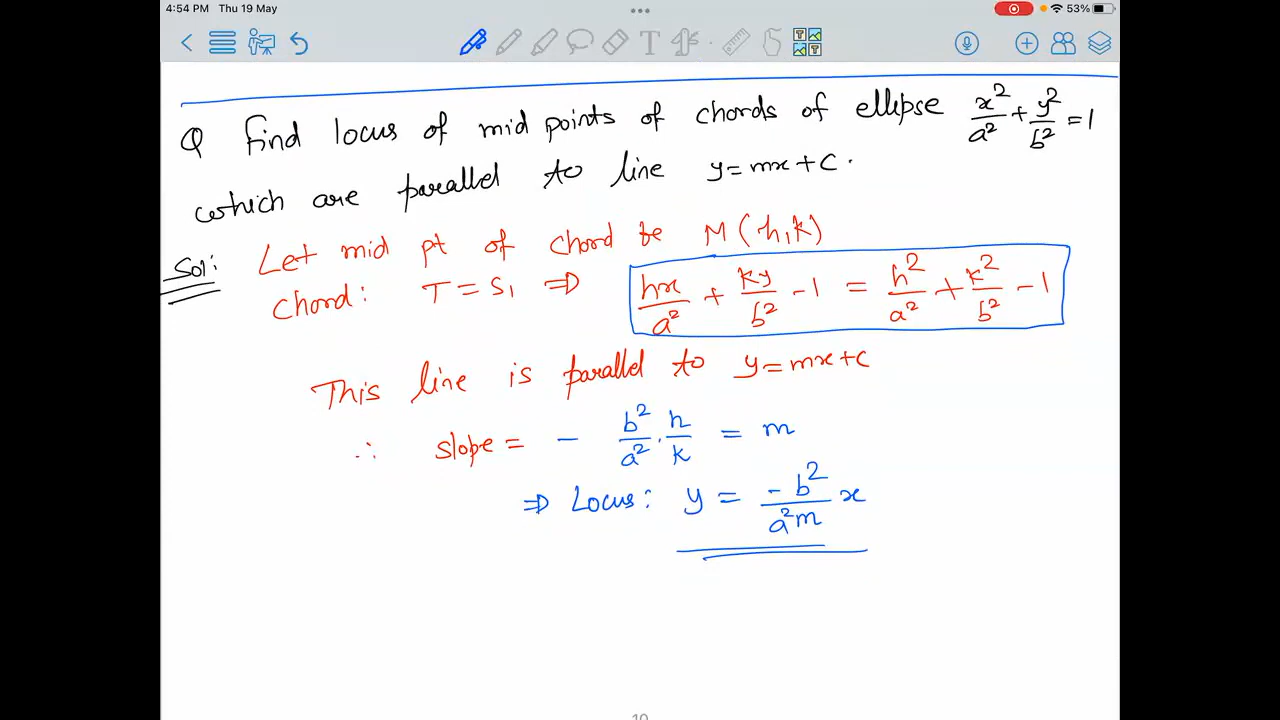 4:54 PM Thu 19 May
53%
Q Find locus of mid points of chords of ellipse x²/a² + y²/b² = 1
which are parallel to line y = mx + c.
Sol: Let mid pt of chord be M(h,k)
chord: T = S₁ ⇒ hx/a² + ky/b² - 1 = h²/a² + k²/b² - 1
This line is parallel to y = mx + c
∴ slope = - b²/a² . h/k = m
⇒ Locus: y = -b²/a²m x